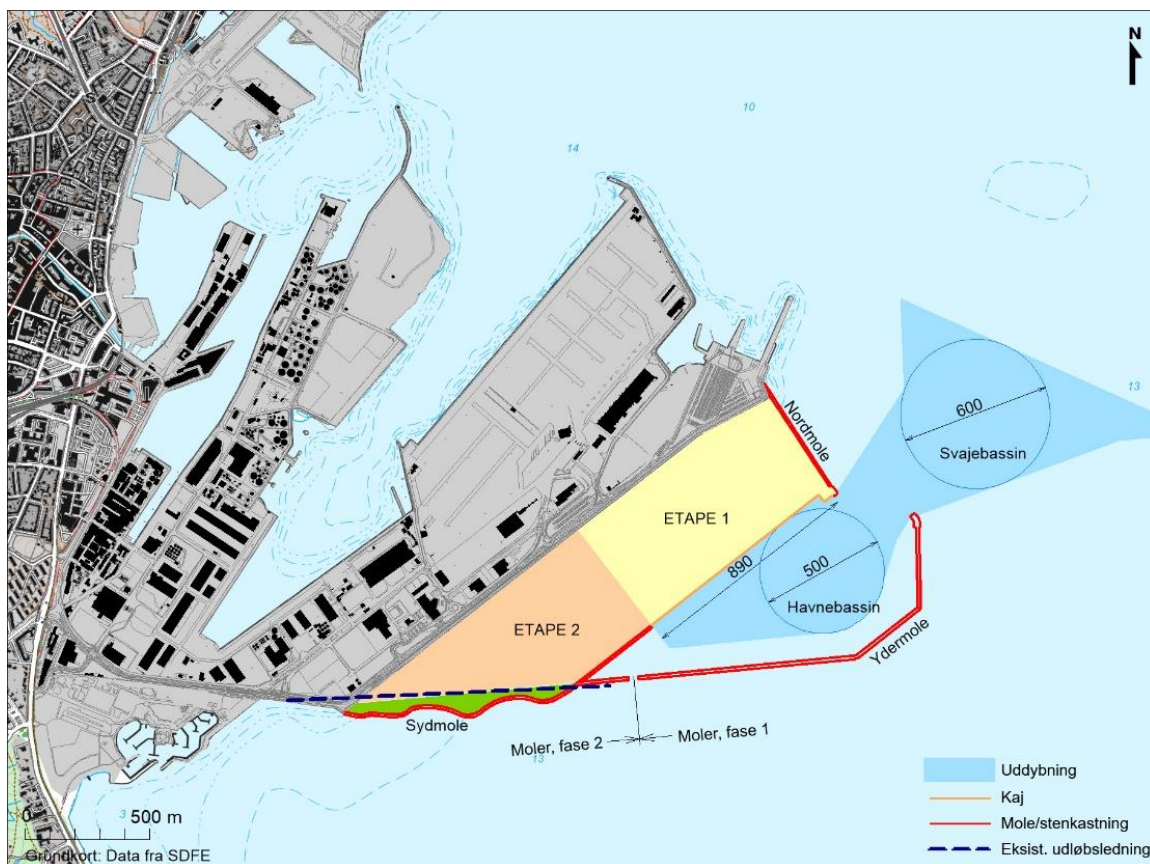 N
10
14
13
600
Svajebassin
Nordmole
ETAPE 1
890
500
Havnebassin
ETAPE 2
Ydermole
Sydmole
Moler, fase 2
Moler, fase 1
13
3
0 500 m
Grundkort: Data fra SDFE
Uddybning
Kaj
Mole/stenkastning
Eksist. udløbsledning